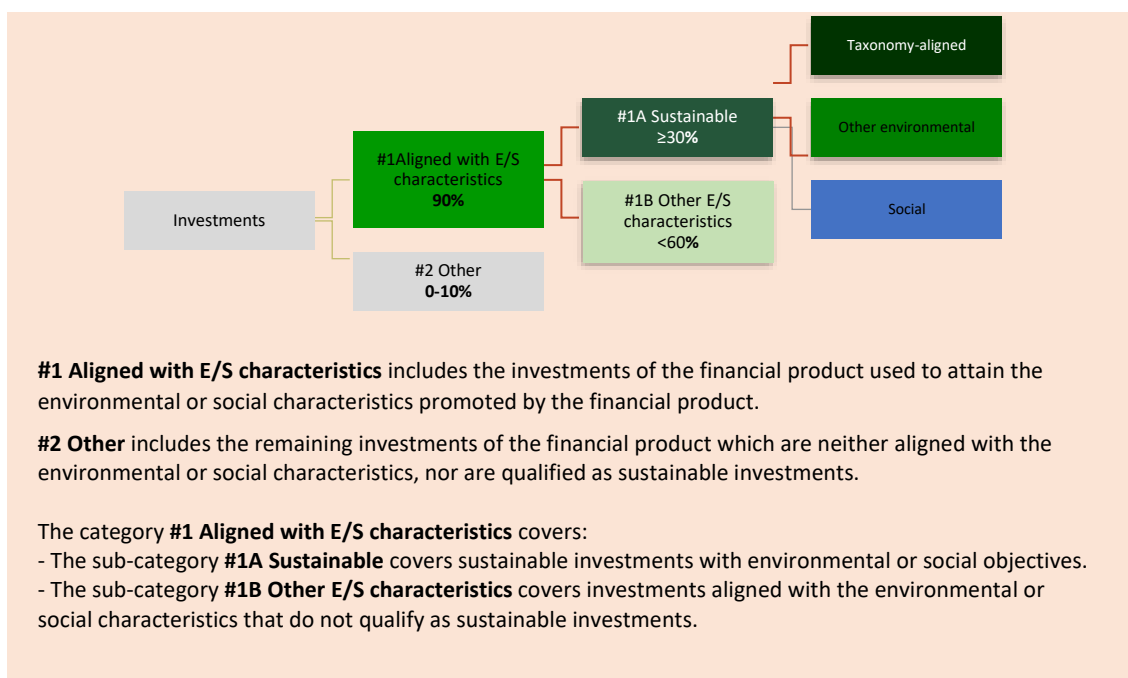 Taxonomy-aligned
#1A Sustainable
≥30%
Other environmental
#1Aligned with E/S
characteristics
90%
#1B Other E/S
characteristics
<60%
Social
Investments
#2 Other
0-10%
#1 Aligned with E/S characteristics includes the investments of the financial product used to attain the
environmental or social characteristics promoted by the financial product.
#2 Other includes the remaining investments of the financial product which are neither aligned with the
environmental or social characteristics, nor are qualified as sustainable investments.
The category #1 Aligned with E/S characteristics covers:
- The sub-category #1A Sustainable covers sustainable investments with environmental or social objectives.
- The sub-category #1B Other E/S characteristics covers investments aligned with the environmental or
social characteristics that do not qualify as sustainable investments.